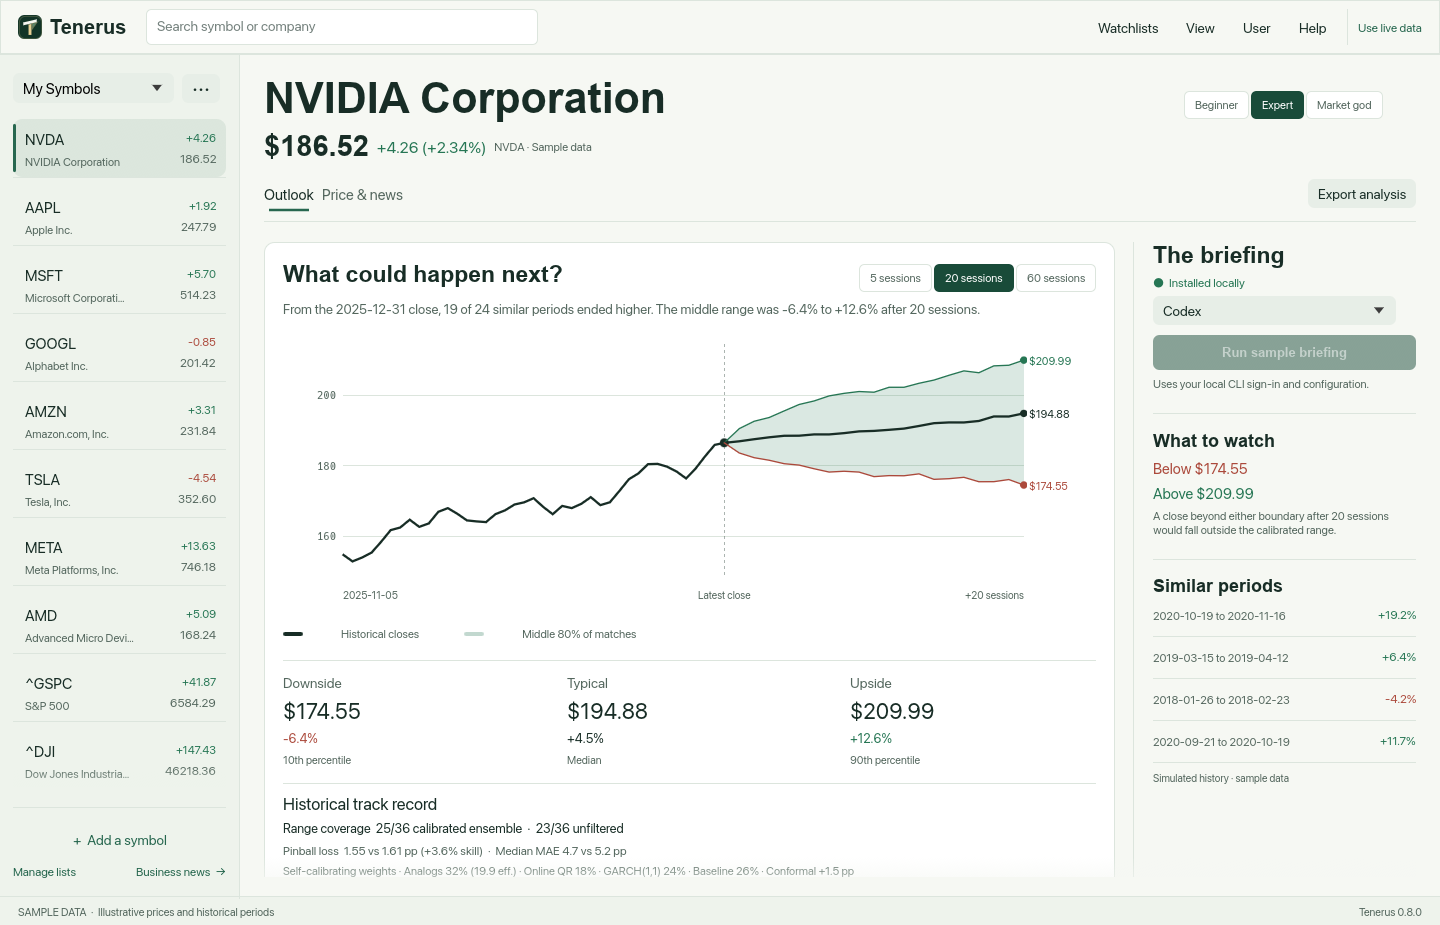 Tenerus
Search symbol or company
Watchlists View User Help Use live data
My Symbols
NVDA +4.26
NVIDIA Corporation 186.52
AAPL +1.92
Apple Inc. 247.79
MSFT +5.70
Microsoft Corporati... 514.23
GOOGL -0.85
Alphabet Inc. 201.42
AMZN +3.31
Amazon.com, Inc. 231.84
TSLA -4.54
Tesla, Inc. 352.60
META +13.63
Meta Platforms, Inc. 746.18
AMD +5.09
Advanced Micro Devi... 168.24
^GSPC +41.87
S&P 500 6584.29
^DJI +147.43
Dow Jones Industria... 46218.36
+ Add a symbol
Manage lists Business news →
NVIDIA Corporation
$186.52 +4.26 (+2.34%) NVDA · Sample data
Beginner Expert Market god
Outlook Price & news
Export analysis
What could happen next?
5 sessions 20 sessions 60 sessions
From the 2025-12-31 close, 19 of 24 similar periods ended higher. The middle range was -6.4% to +12.6% after 20 sessions.
$209.99
200
$194.88
180
$174.55
160
2025-11-05 Latest close +20 sessions
Historical closes Middle 80% of matches
Downside Typical Upside
$174.55 $194.88 $209.99
-6.4% +4.5% +12.6%
10th percentile Median 90th percentile
Historical track record
Range coverage 25/36 calibrated ensemble · 23/36 unfiltered
Pinball loss 1.55 vs 1.61 pp (+3.6% skill) · Median MAE 4.7 vs 5.2 pp
Self-calibrating weights · Analogs 32% (19.9 eff.) · Online QR 18% · GARCH(1,1) 24% · Baseline 26% · Conformal +1.5 pp
The briefing
Installed locally
Codex
Run sample briefing
Uses your local CLI sign-in and configuration.
What to watch
Below $174.55
Above $209.99
A close beyond either boundary after 20 sessions
would fall outside the calibrated range.
Similar periods
2020-10-19 to 2020-11-16 +19.2%
2019-03-15 to 2019-04-12 +6.4%
2018-01-26 to 2018-02-23 -4.2%
2020-09-21 to 2020-10-19 +11.7%
Simulated history · sample data
SAMPLE DATA · Illustrative prices and historical periods
Tenerus 0.8.0